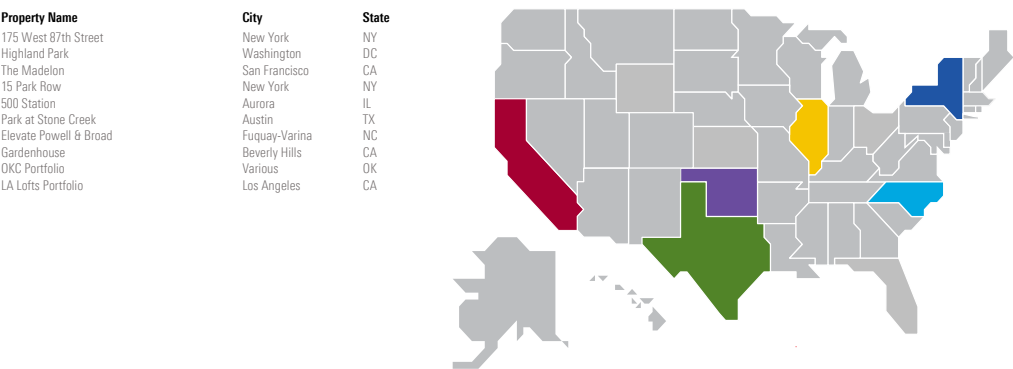 Property Name City State
175 West 87th Street New York NY
Highland Park Washington DC
The Madelon San Francisco CA
15 Park Row New York NY
500 Station Aurora IL
Park at Stone Creek Austin TX
Elevate Powell & Broad Fuquay-Varina NC
Gardenhouse Beverly Hills CA
OKC Portfolio Various OK
LA Lofts Portfolio Los Angeles CA